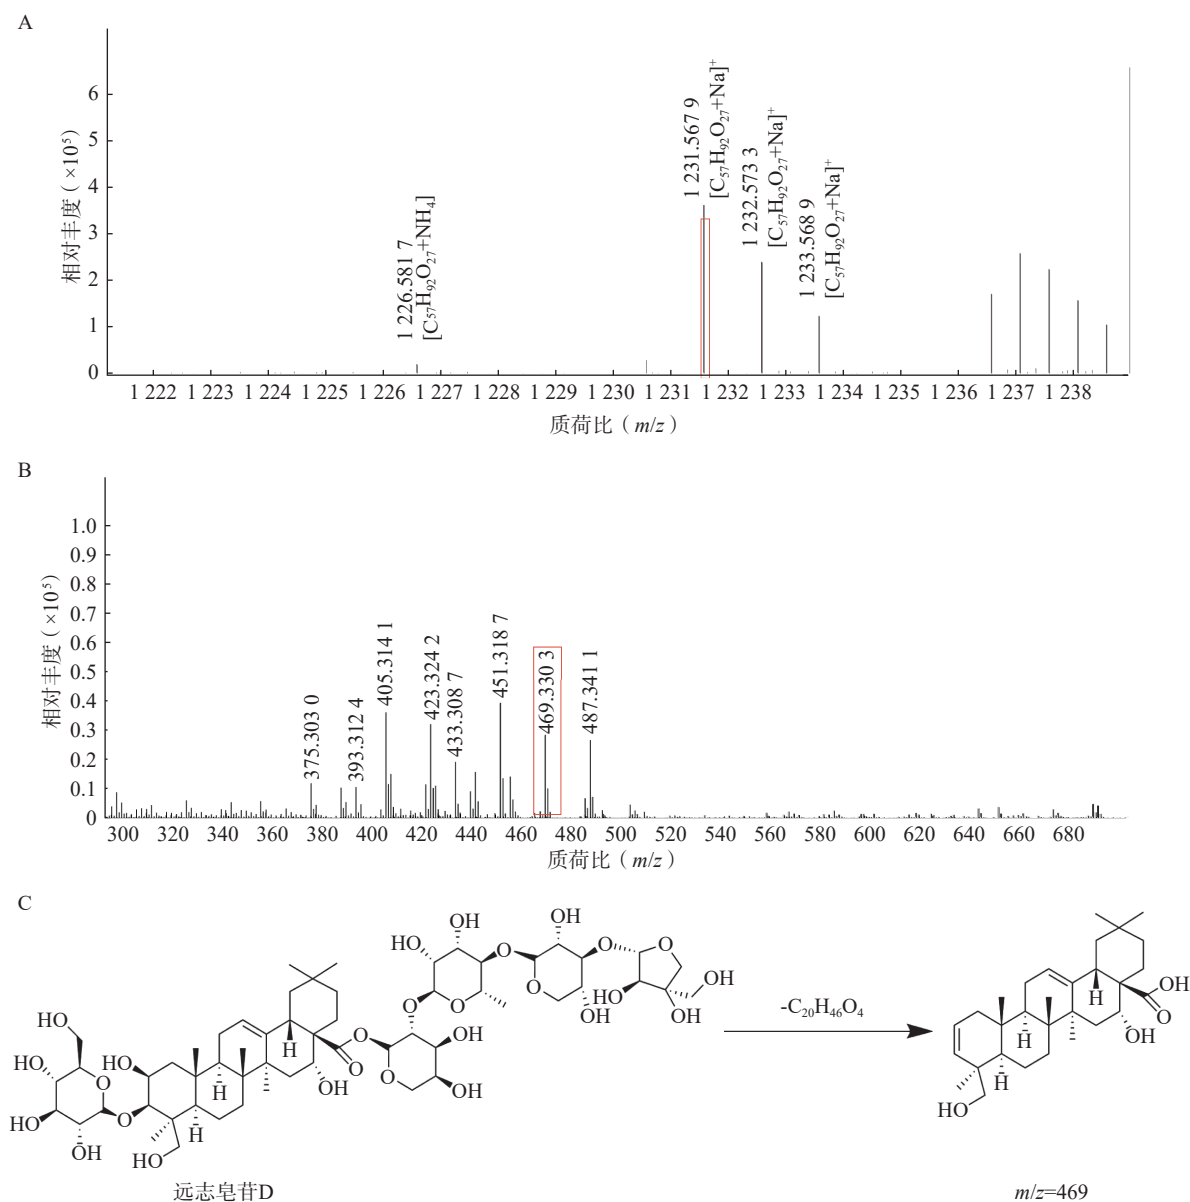 A
相对丰度（×10⁵）
6
5
4
3
2
1
0
1 226.581 7
[C₅₇H₉₂O₂₇+NH₄]
1 231.567 9
[C₅₇H₉₂O₂₇+Na]⁺
1 232.573 3
[C₅₇H₉₂O₂₇+Na]⁺
1 233.568 9
[C₅₇H₉₂O₂₇+Na]⁺
1 222 1 223 1 224 1 225 1 226 1 227 1 228 1 229 1 230 1 231 1 232 1 233 1 234 1 235 1 236 1 237 1 238
质荷比（m/z）
B
相对丰度（×10⁵）
1.0
0.9
0.8
0.7
0.6
0.5
0.4
0.3
0.2
0.1
0
375.303 0
393.312 4
405.314 1
423.324 2
433.308 7
451.318 7
469.330 3
487.341 1
300 320 340 360 380 400 420 440 460 480 500 520 540 560 580 600 620 640 660 680
质荷比（m/z）
C
OH
OH
HO
O
O
O
O
O
HO
OH
OH
OH
O
OH
O
OH
O
O
OH
H
H
H
HO
HO
HO
HO
O
O
OH
HO
-C₂₀H₄₆O₄
OH
O
OH
H
H
H
HO
远志皂苷D
m/z=469